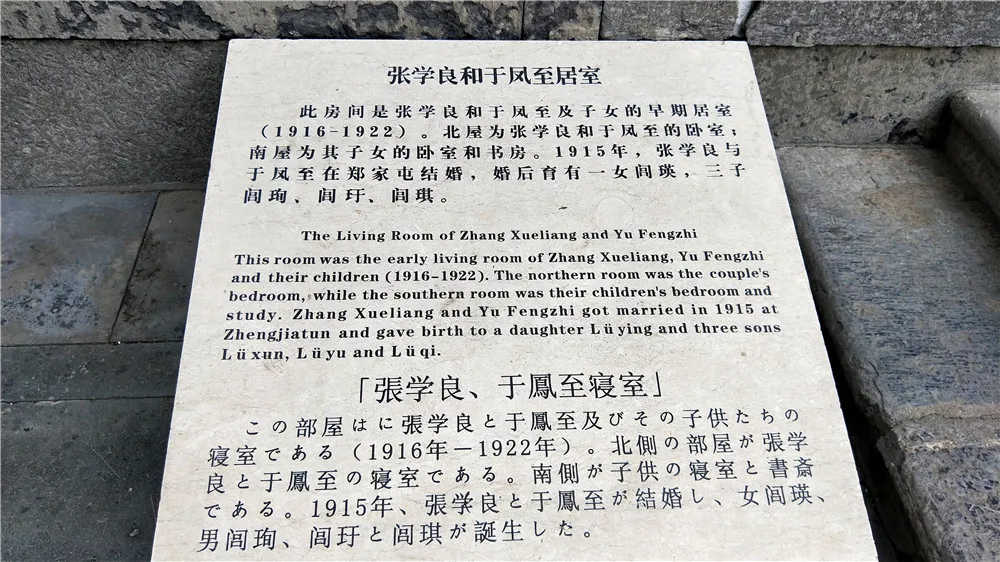 张学良和于凤至居室
此房间是张学良和于凤至及子女的早期居室
（1916-1922）。北屋为张学良和于凤至的卧室；
南屋为其子女的卧室和书房。1915年，张学良与
于凤至在郑家屯结婚，婚后育有一女闾瑛，三子
闾珣、闾玗、闾琪。
The Living Room of Zhang Xueliang and Yu Fengzhi
This room was the early living room of Zhang Xueliang, Yu Fengzhi
and their children (1916-1922). The northern room was the couple's
bedroom, while the southern room was their children's bedroom and
study. Zhang Xueliang and Yu Fengzhi got married in 1915 at
Zhengjiatun and gave birth to a daughter Lüying and three sons
Lüxun, Lüyu and Lüqi.
「張学良、于鳳至寝室」
この部屋はに張学良と于鳳至及びその子供たちの
寝室である（1916年－1922年）。北側の部屋が張学
良と于鳳至の寝室である。南側が子供の寝室と書斎
である。1915年、張学良と于鳳至が結婚し、女闾瑛、
男闾珣、闾玗と闾琪が誕生した。